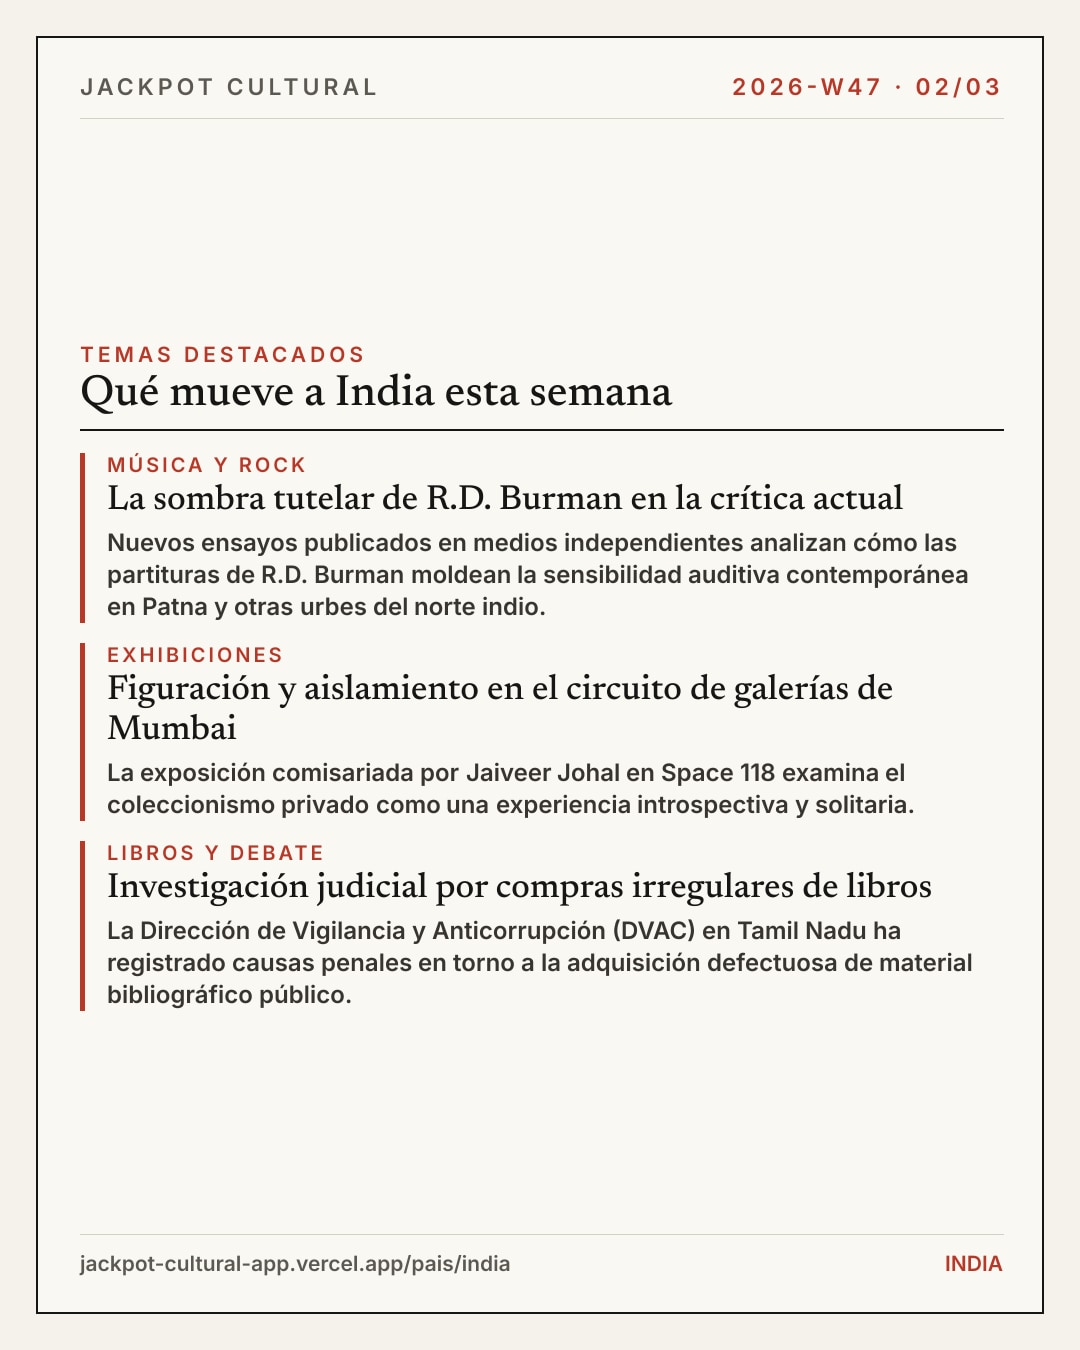 JACKPOT CULTURAL
2026-W47 · 02/03
TEMAS DESTACADOS
Qué mueve a India esta semana
MÚSICA Y ROCK
La sombra tutelar de R.D. Burman en la crítica actual
Nuevos ensayos publicados en medios independientes analizan cómo las
partituras de R.D. Burman moldean la sensibilidad auditiva contemporánea
en Patna y otras urbes del norte indio.
EXHIBICIONES
Figuración y aislamiento en el circuito de galerías de
Mumbai
La exposición comisariada por Jaiveer Johal en Space 118 examina el
coleccionismo privado como una experiencia introspectiva y solitaria.
LIBROS Y DEBATE
Investigación judicial por compras irregulares de libros
La Dirección de Vigilancia y Anticorrupción (DVAC) en Tamil Nadu ha
registrado causas penales en torno a la adquisición defectuosa de material
bibliográfico público.
jackpot-cultural-app.vercel.app/pais/india
INDIA